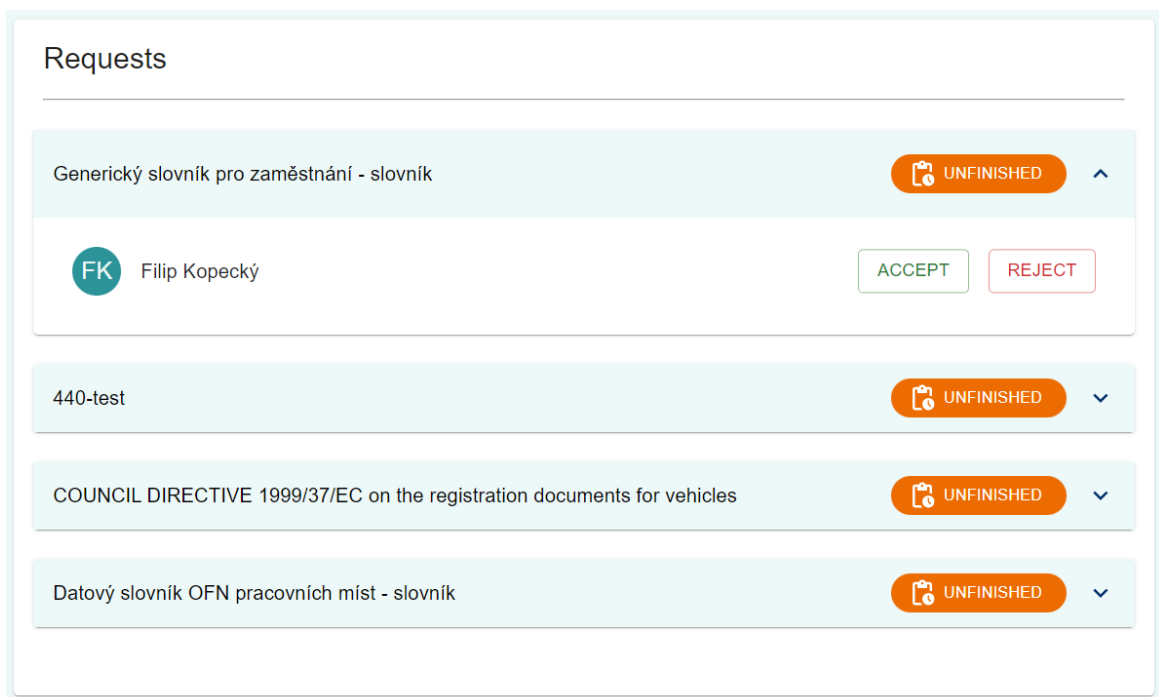 Requests
Generický slovník pro zaměstnání - slovník UNFINISHED
FK Filip Kopecký ACCEPT REJECT
440-test UNFINISHED
COUNCIL DIRECTIVE 1999/37/EC on the registration documents for vehicles UNFINISHED
Datový slovník OFN pracovních míst - slovník UNFINISHED